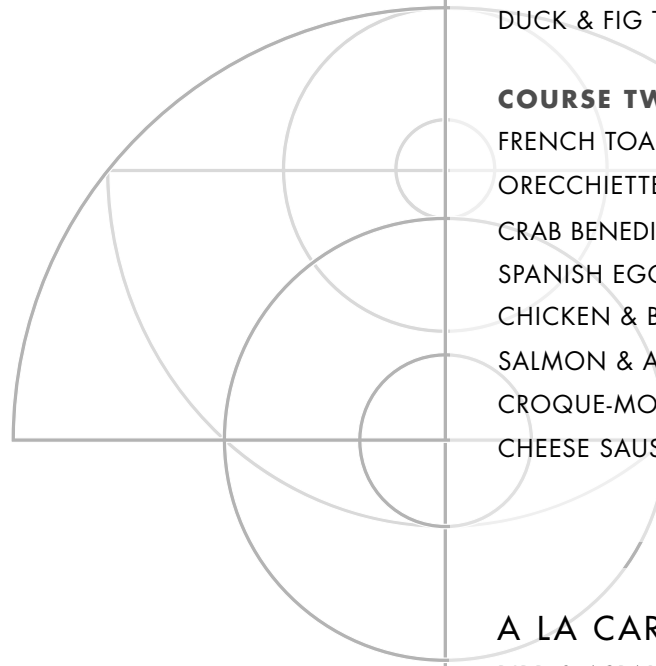 DUCK & FIG
COURSE TW
FRENCH TOA
ORECCHIETTE
CRAB BENEDI
SPANISH EGG
CHICKEN & B
SALMON & A
CROQUE-MO
CHEESE SAUS
A LA CAR